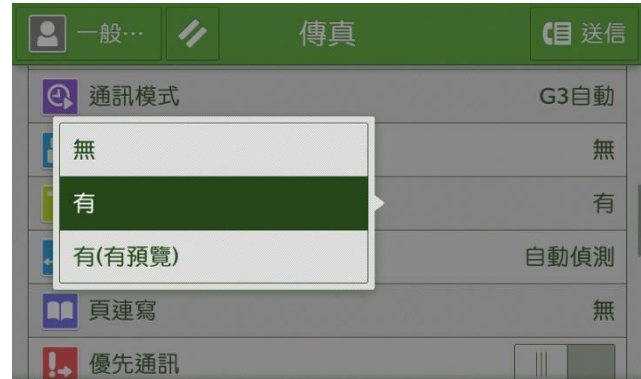 一般… 傳真 送信
通訊模式 G3自動
無 無
有 有
有(有預覽) 自動偵測
頁連寫 無
優先通訊